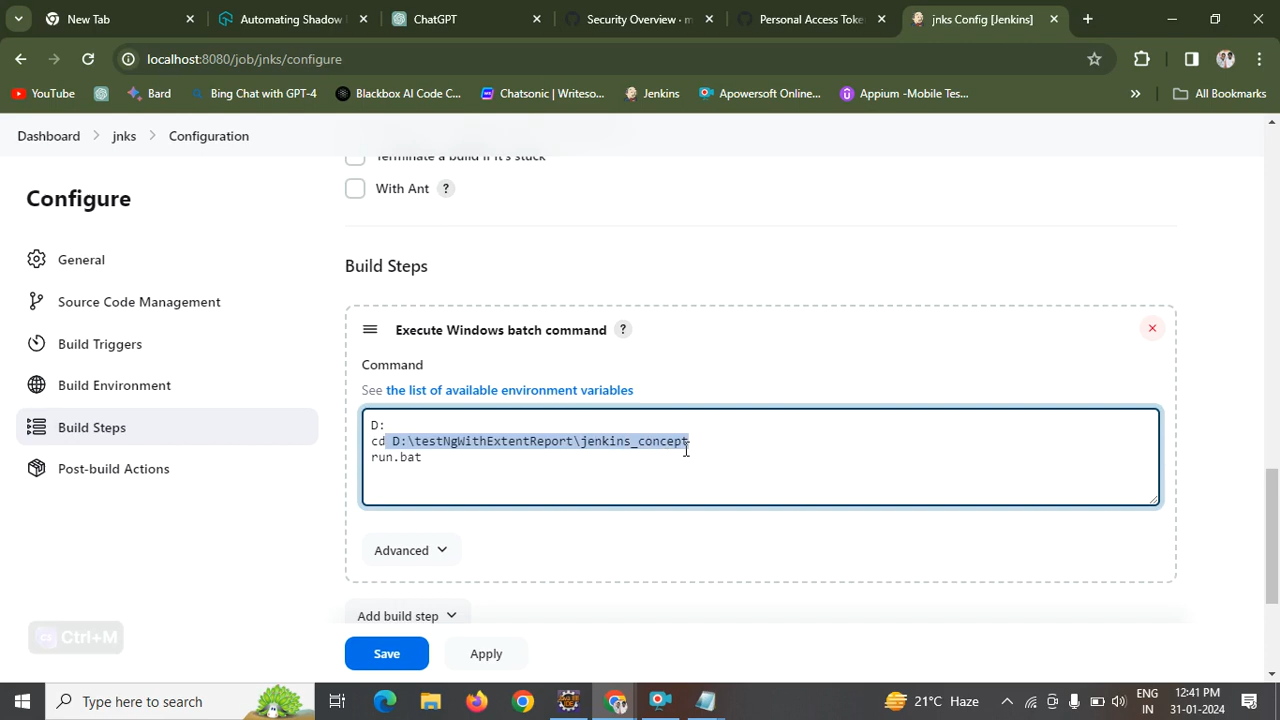 New Tab
Automating Shadow
ChatGPT
Security Overview · m
Personal Access Toke
jnks Config [Jenkins]
localhost:8080/job/jnks/configure
YouTube
Bard
Bing Chat with GPT-4
Blackbox AI Code C...
Chatsonic | Writeso...
Jenkins
Apowersoft Online...
Appium -Mobile Tes...
All Bookmarks
Dashboard
jnks
Configuration
Terminate a build if it's stuck
With Ant ?
Configure
General
Source Code Management
Build Triggers
Build Environment
Build Steps
Post-build Actions
Build Steps
Execute Windows batch command ?
Command
See the list of available environment variables
D:
cd D:\testNgWithExtentReport\jenkins_concept
run.bat
Advanced
Add build step
Save
Apply
Ctrl+M
Type here to search
21°C Haze
ENG
IN
12:41 PM
31-01-2024